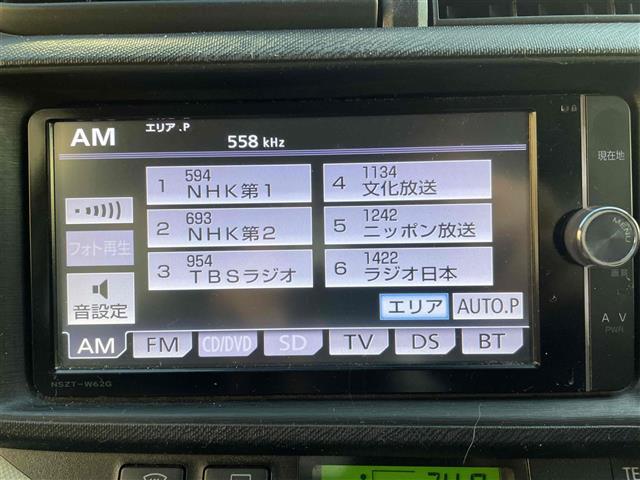 AM エリア.P
558 kHz
1 594 NHK第1
4 1134 文化放送
2 693 NHK第2
5 1242 ニッポン放送
3 954 TBSラジオ
6 1422 ラジオ日本
フォト再生
音設定
エリア AUTO.P
AM FM CD/DVD SD TV DS BT
NSZT-W62G
現在地
MENU
画質
A V
PWR
TE